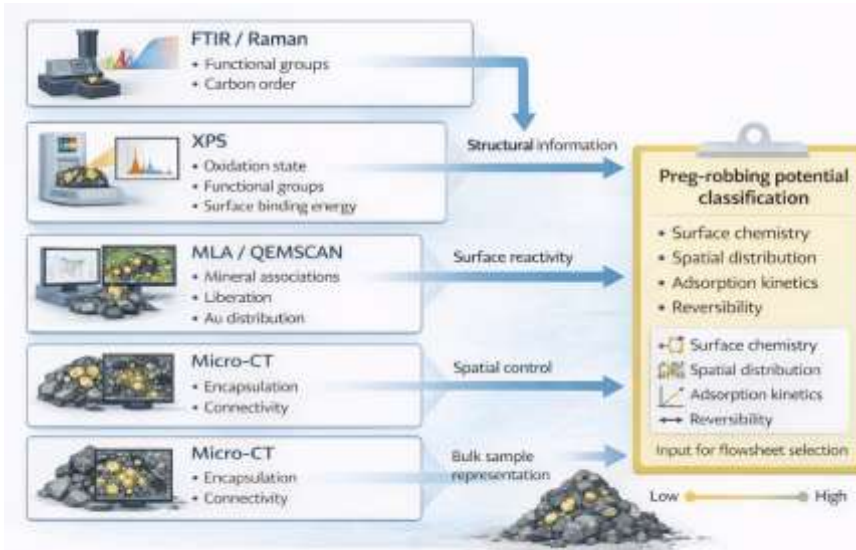 FTIR / Raman
• Functional groups
• Carbon order
XPS
• Oxidation state
• Functional groups
• Surface binding energy
Structural information
MLA / QEMSCAN
• Mineral associations
• Liberation
• Au distribution
Surface reactivity
Micro-CT
• Encapsulation
• Connectivity
Spatial control
Micro-CT
• Encapsulation
• Connectivity
Bulk sample
representation
Preg-robbing potential
classification
• Surface chemistry
• Spatial distribution
• Adsorption kinetics
• Reversibility
Surface chemistry
Spatial distribution
Adsorption kinetics
Reversibility
Input for flowsheet selection
Low High